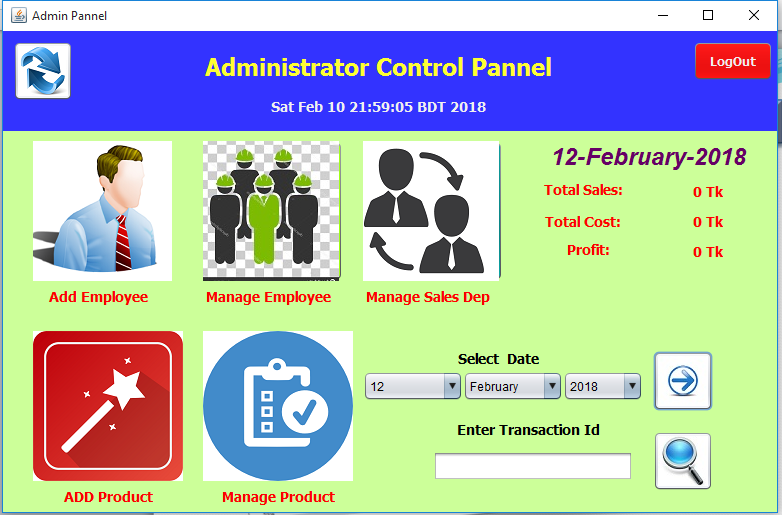 Admin Pannel
Administrator Control Pannel
LogOut
Sat Feb 10 21:59:05 BDT 2018
12-February-2018
Total Sales: 0 Tk
Total Cost: 0 Tk
Profit: 0 Tk
Add Employee
Manage Employee
Manage Sales Dep
Select Date
12 February 2018
Enter Transaction Id
ADD Product
Manage Product